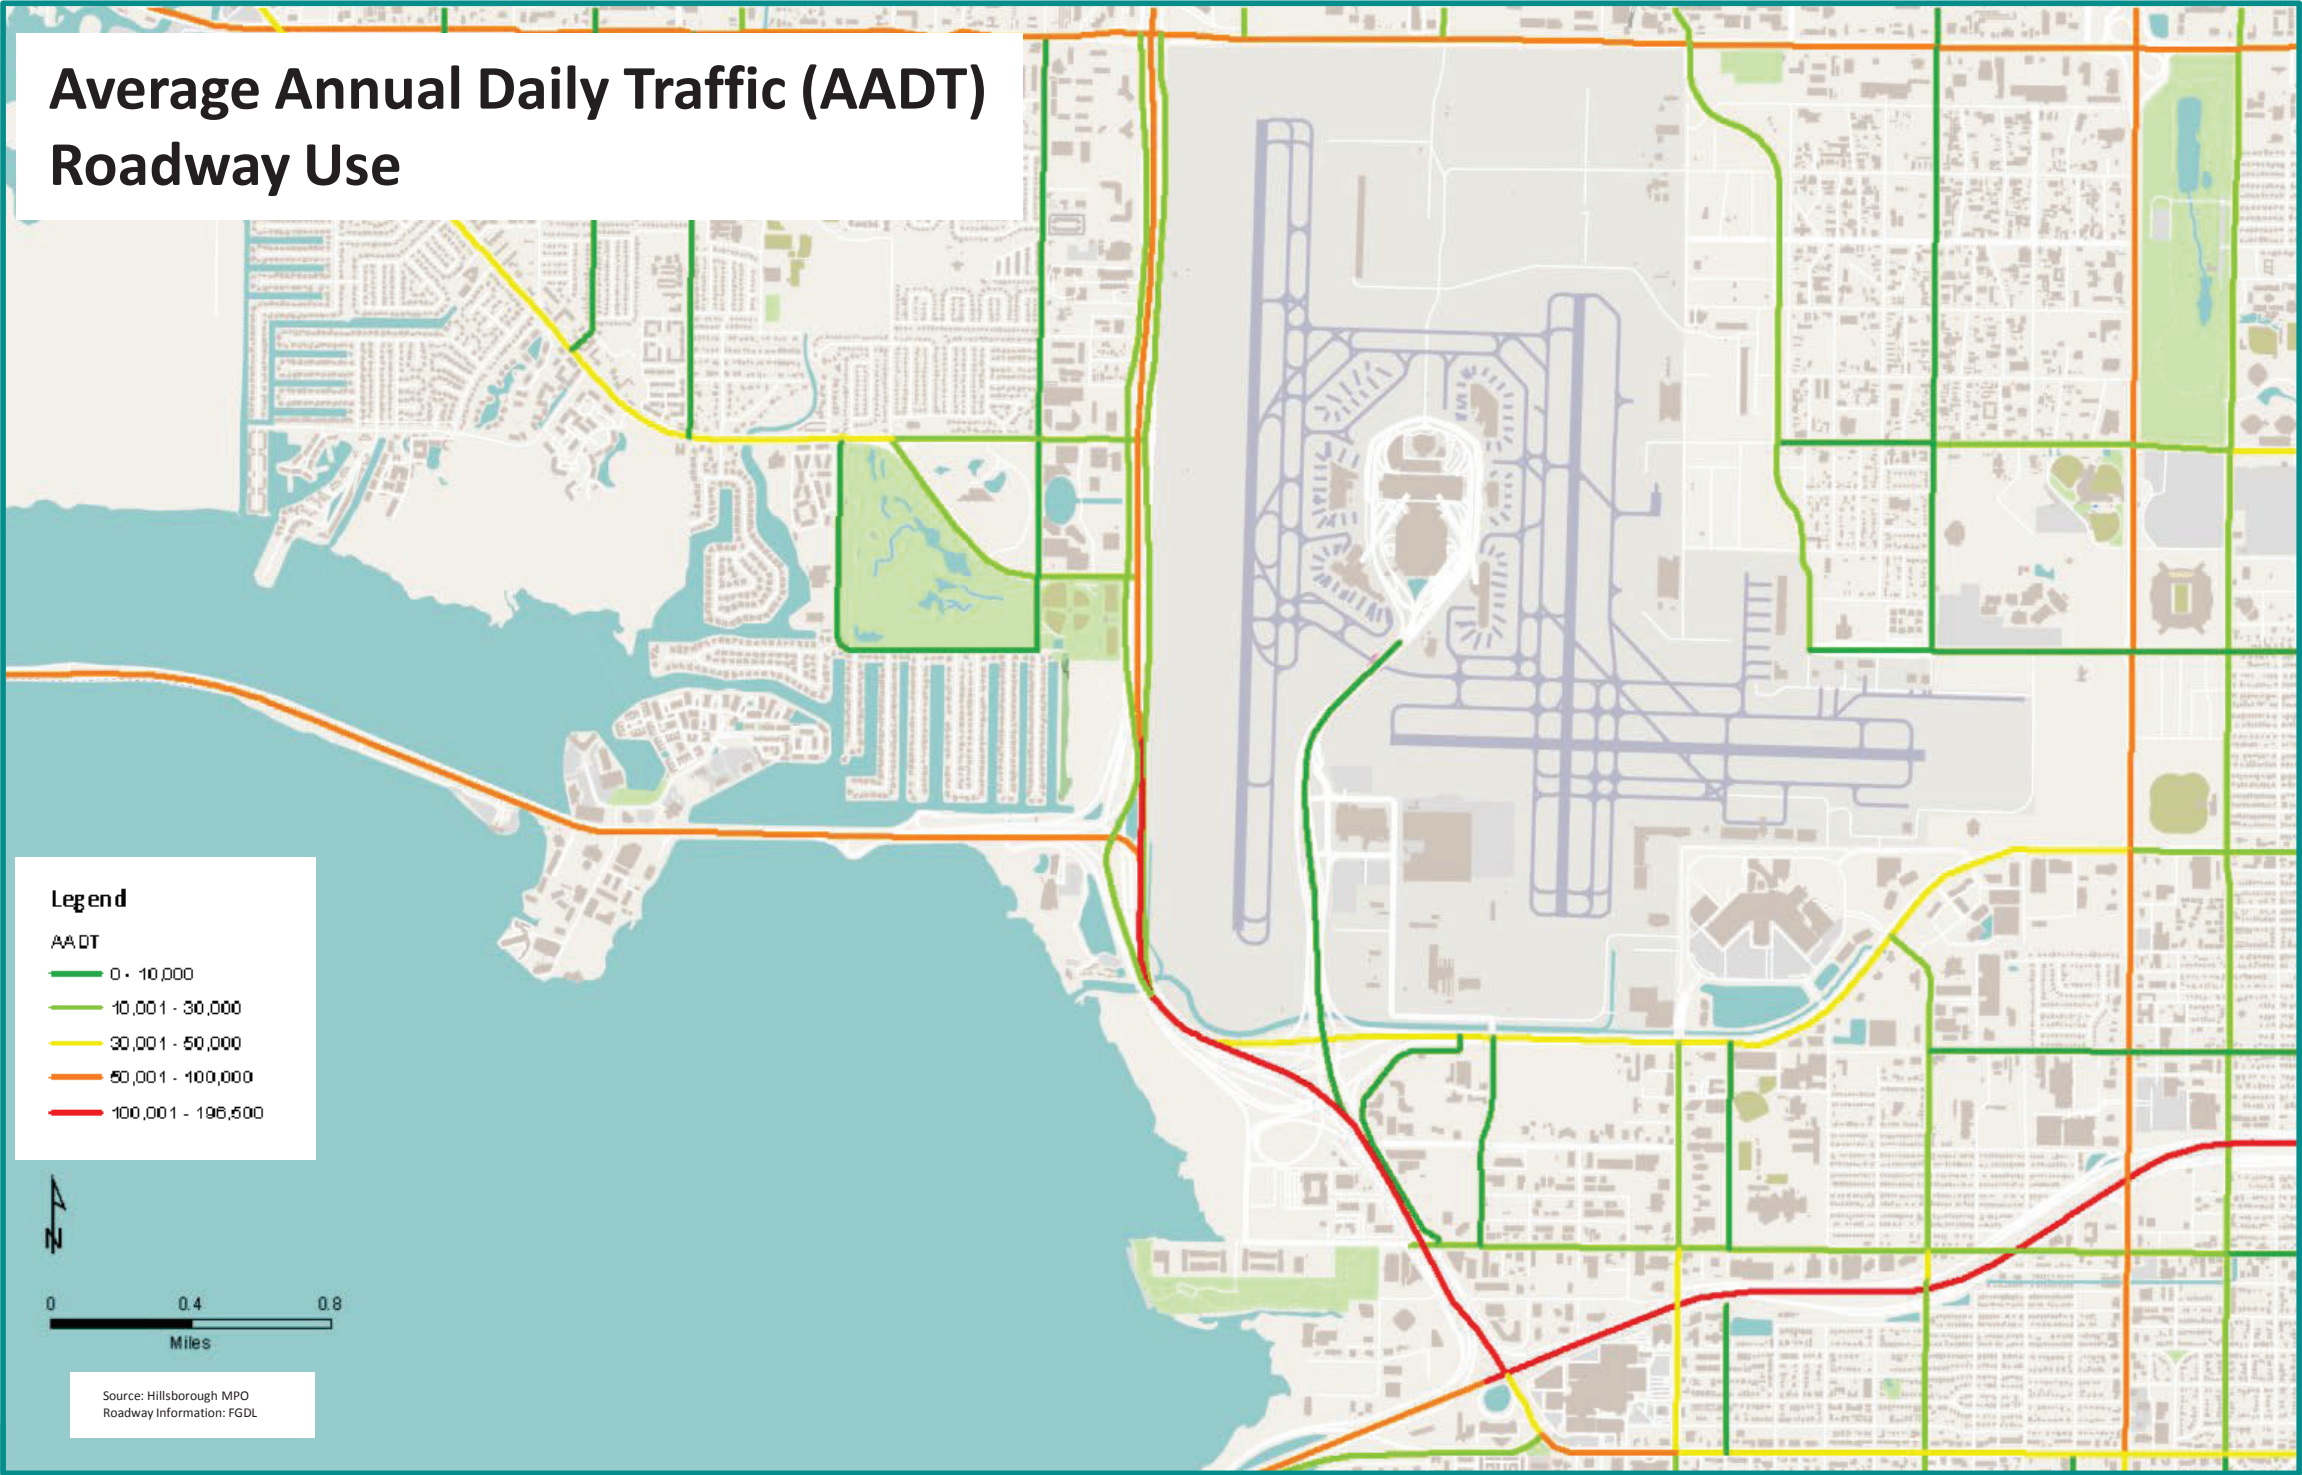 Average Annual Daily Traffic (AADT)
Roadway Use
Legend
AADT
0 - 10,000
10,001 - 30,000
30,001 - 50,000
50,001 - 100,000
100,001 - 196,500
N
0 0.4 0.8
Miles
Source: Hillsborough MPO
Roadway Information: FGDL